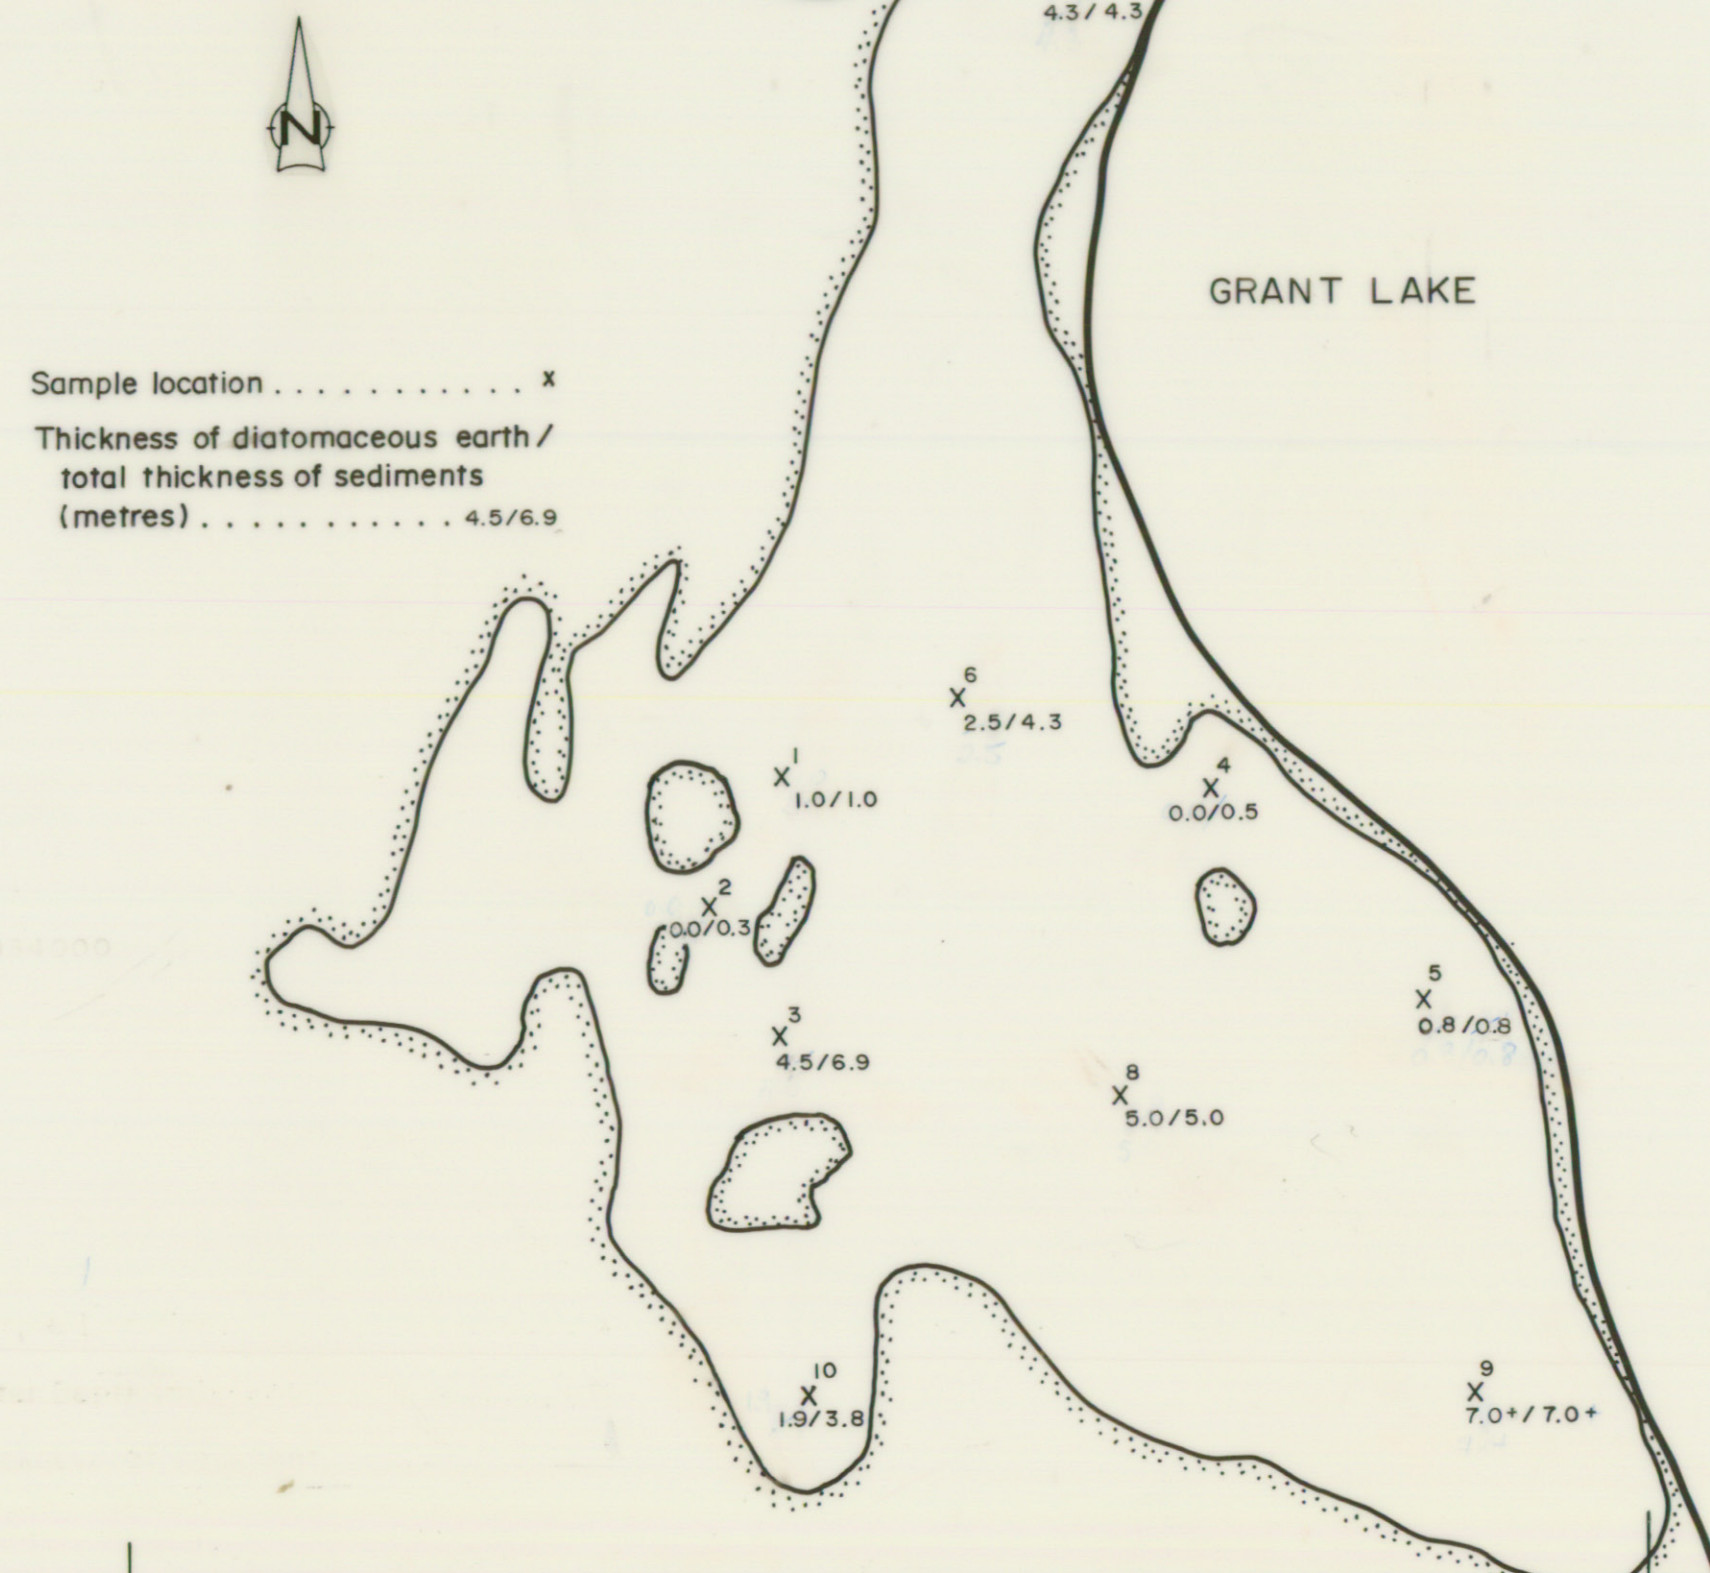 4.3/4.3
N
GRANT LAKE
Sample location ........... x
Thickness of diatomaceous earth /
total thickness of sediments
(metres) ........... 4.5/6.9
6
X
2.5/4.3
1
X
1.0/1.0
4
X
0.0/0.5
2
X
0.0/0.3
5
X
0.8/0.8
3
X
4.5/6.9
8
X
5.0/5.0
10
X
1.9/3.8
9
X
7.0+/7.0+